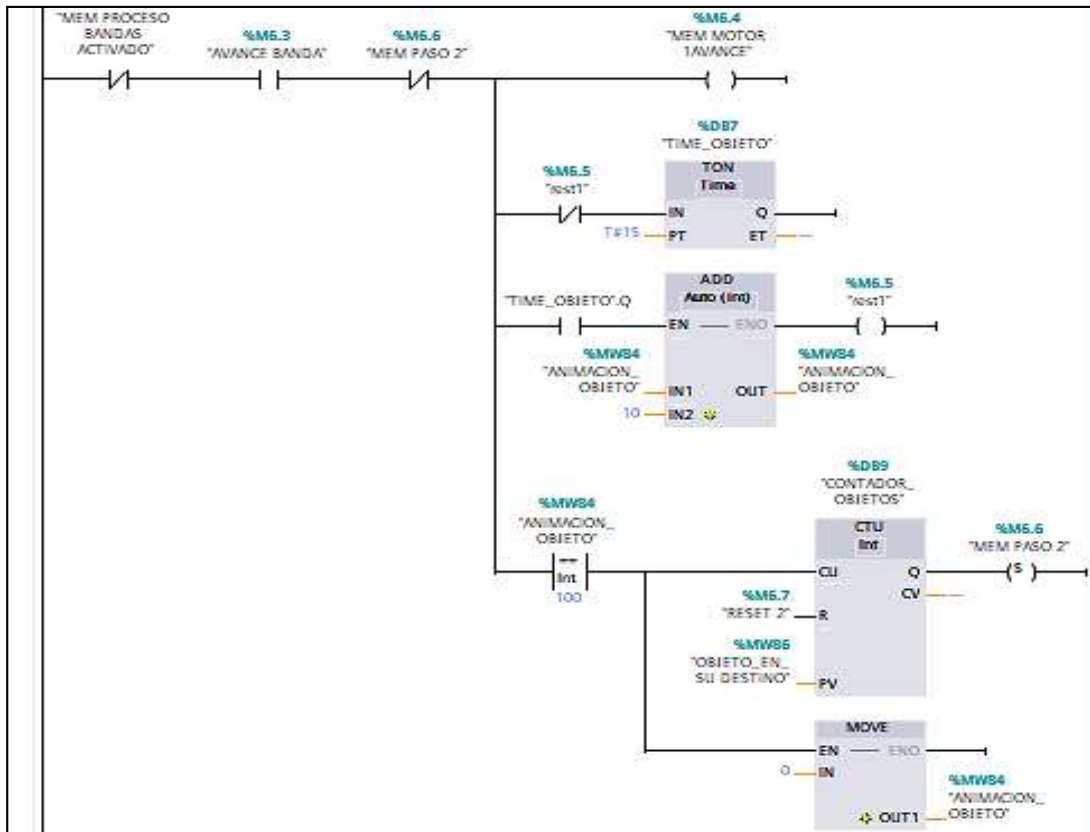 "MEM PROCESO
BANDAS
ACTIVADO"
%M6.3
"AVANCE BANDA"
%M6.6
"MEM PASO 2"
%M6.4
"MEM MOTOR
1AVANCE"
%DB7
"TIME_OBJETO"
TON
Time
%M6.5
"rest1"
IN
Q
T#1S
PT
ET
ADD
Auto (Int)
%M6.5
"rest1"
"TIME_OBJETO".Q
EN
ENO
%MW84
"ANIMACION_
OBJETO"
IN1
OUT
%MW84
"ANIMACION_
OBJETO"
10
IN2
%DB9
"CONTADOR_
OBJETOS"
%MW84
"ANIMACION_
OBJETO"
CTU
Int
%M6.6
"MEM PASO 2"
==
Int
100
CU
Q
S
CV
%M6.7
"RESET 2"
R
%MW86
"OBJETO_EN_
SU DESTINO"
PV
MOVE
EN
ENO
0
IN
%MW84
"ANIMACION_
OBJETO"
OUT1